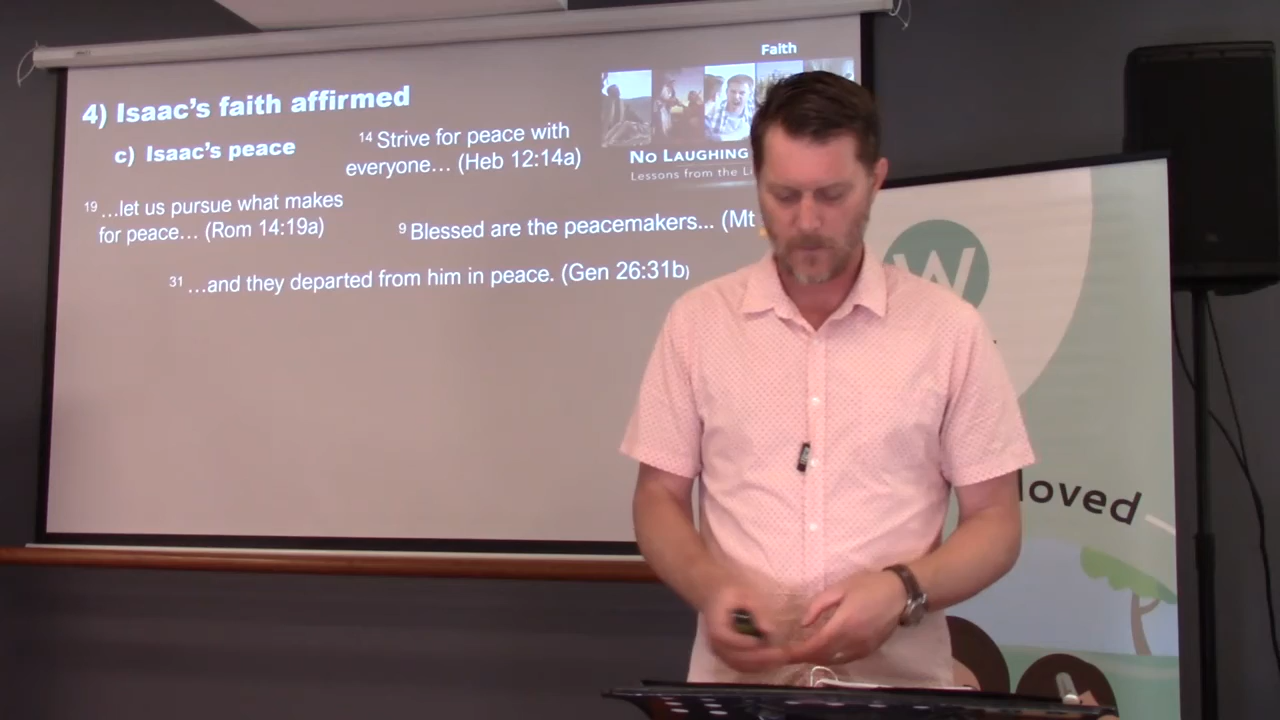 Faith
4) Isaac's faith affirmed
c) Isaac's peace
14 Strive for peace with
everyone… (Heb 12:14a)
NO LAUGHING
Lessons from the
19 …let us pursue what makes
for peace… (Rom 14:19a)
9 Blessed are the peacemakers... (Mt
31 …and they departed from him in peace. (Gen 26:31b)
W
loved